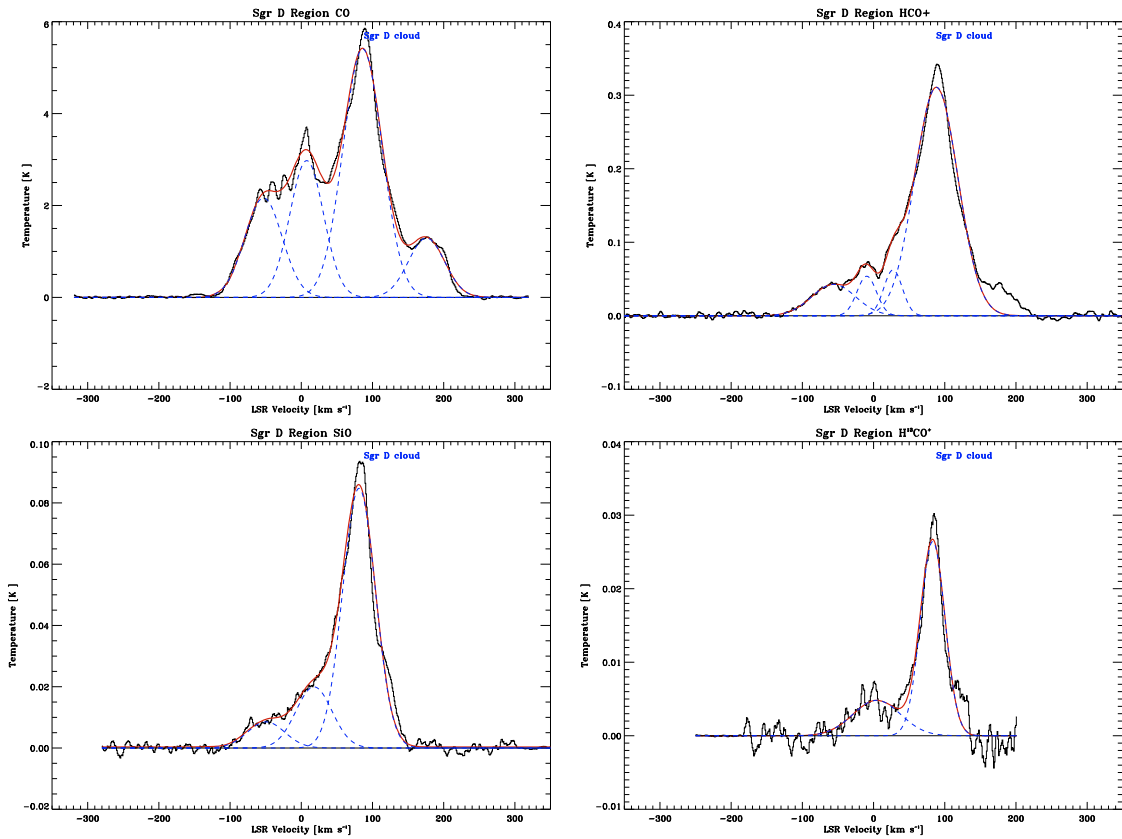 Sgr D Region CO
Sgr D cloud
6
4
2
0
−2
Temperature [K ]
−300 −200 −100 0 100 200 300
LSR Velocity [km s⁻¹]
Sgr D Region HCO+
Sgr D cloud
0.4
0.3
0.2
0.1
0.0
−0.1
Temperature [K ]
−300 −200 −100 0 100 200 300
LSR Velocity [km s⁻¹]
Sgr D Region SiO
Sgr D cloud
0.10
0.08
0.06
0.04
0.02
0.00
−0.02
Temperature [K ]
−300 −200 −100 0 100 200 300
LSR Velocity [km s⁻¹]
Sgr D Region H¹³CO⁺
Sgr D cloud
0.04
0.03
0.02
0.01
0.00
−0.01
Temperature [K ]
−300 −200 −100 0 100 200 300
LSR Velocity [km s⁻¹]